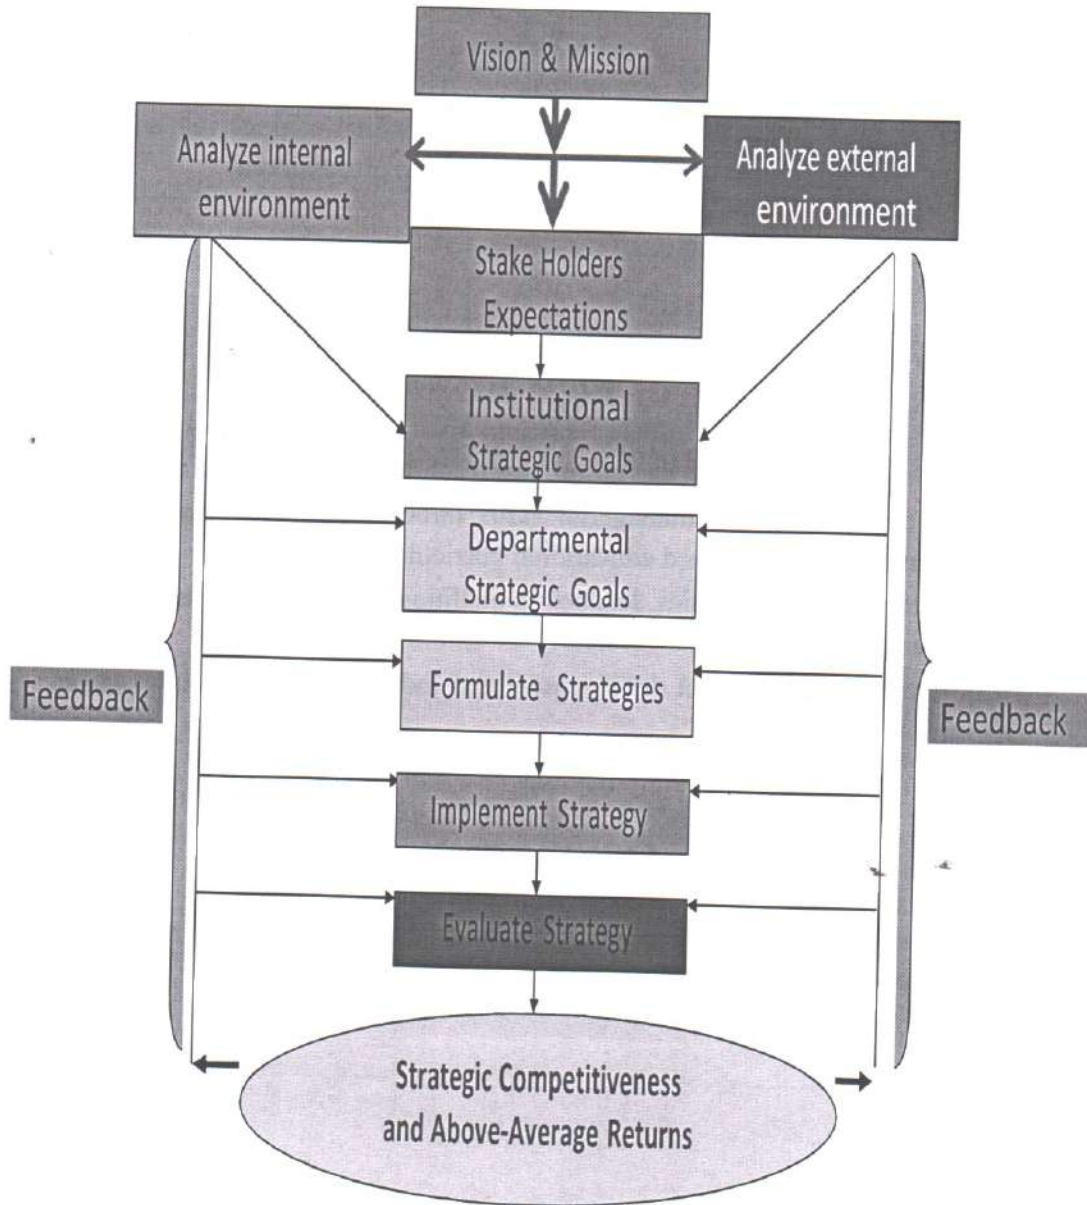 Vision & Mission
Analyze internal
environment
Analyze external
environment
Stake Holders
Expectations
Institutional
Strategic Goals
Departmental
Strategic Goals
Formulate Strategies
Feedback
Feedback
Implement Strategy
Evaluate Strategy
Strategic Competitiveness
and Above-Average Returns